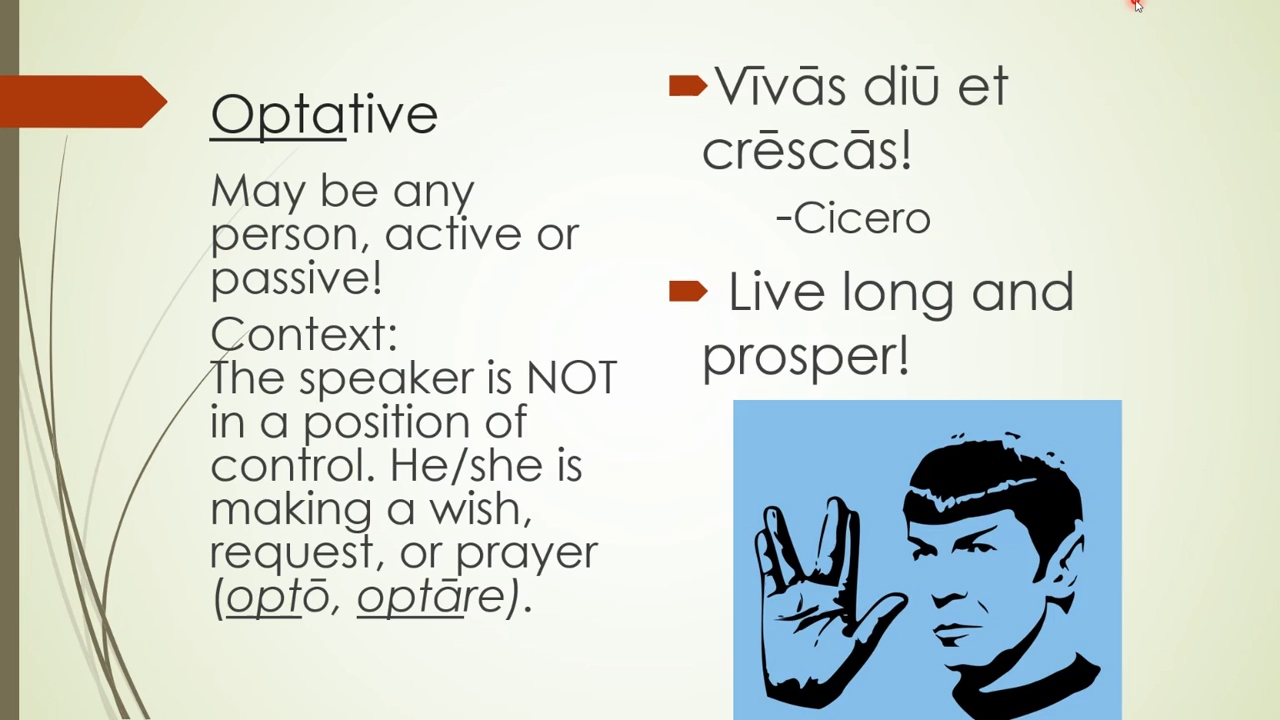 Optative
May be any
person, active or
passive!
Context:
The speaker is NOT
in a position of
control. He/she is
making a wish,
request, or prayer
(optō, optāre).
Vīvās diū et
crēscās!
-Cicero
Live long and
prosper!